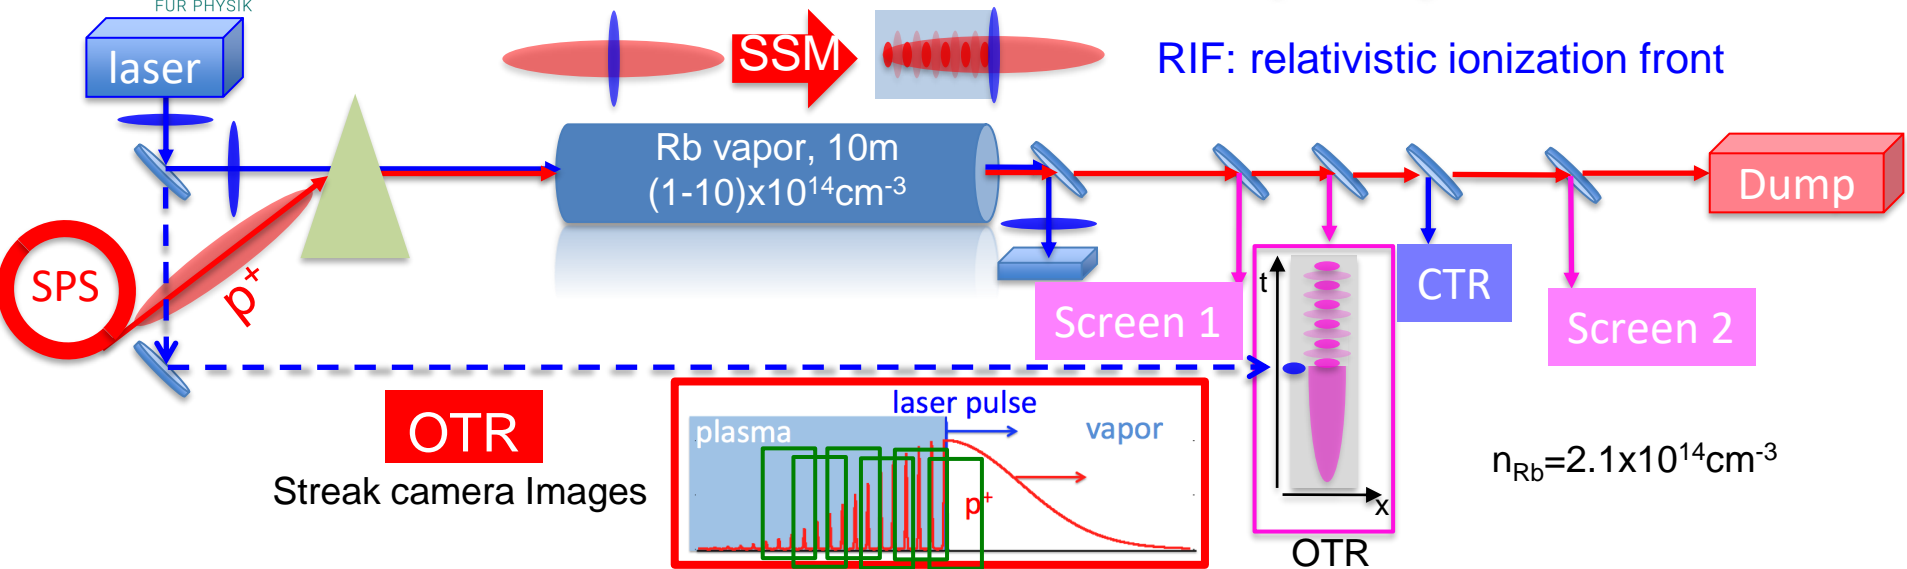 FÜR PHYSIK
laser
SSM
RIF: relativistic ionization front
Rb vapor, 10m
(1-10)x10¹⁴cm⁻³
Dump
SPS
p⁺
Screen 1
t
x
OTR
CTR
Screen 2
OTR
Streak camera Images
laser pulse
plasma
vapor
p⁺
n_Rb=2.1x10¹⁴cm⁻³